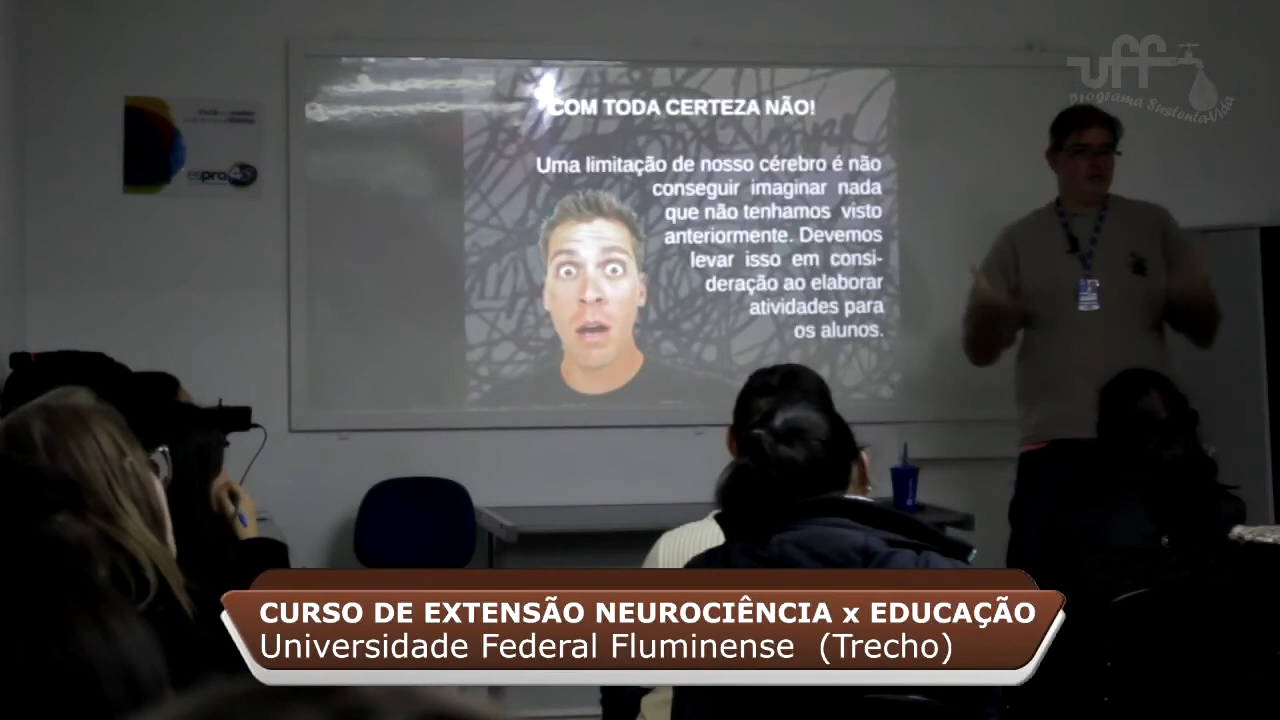 uff
Programa SustentaVida
COM TODA CERTEZA NÃO!
Uma limitação de nosso cérebro é não
conseguir imaginar nada
que não tenhamos visto
anteriormente. Devemos
levar isso em consi-
deração ao elaborar
atividades para
os alunos.
espro
CURSO DE EXTENSÃO NEUROCIÊNCIA x EDUCAÇÃO
Universidade Federal Fluminense (Trecho)